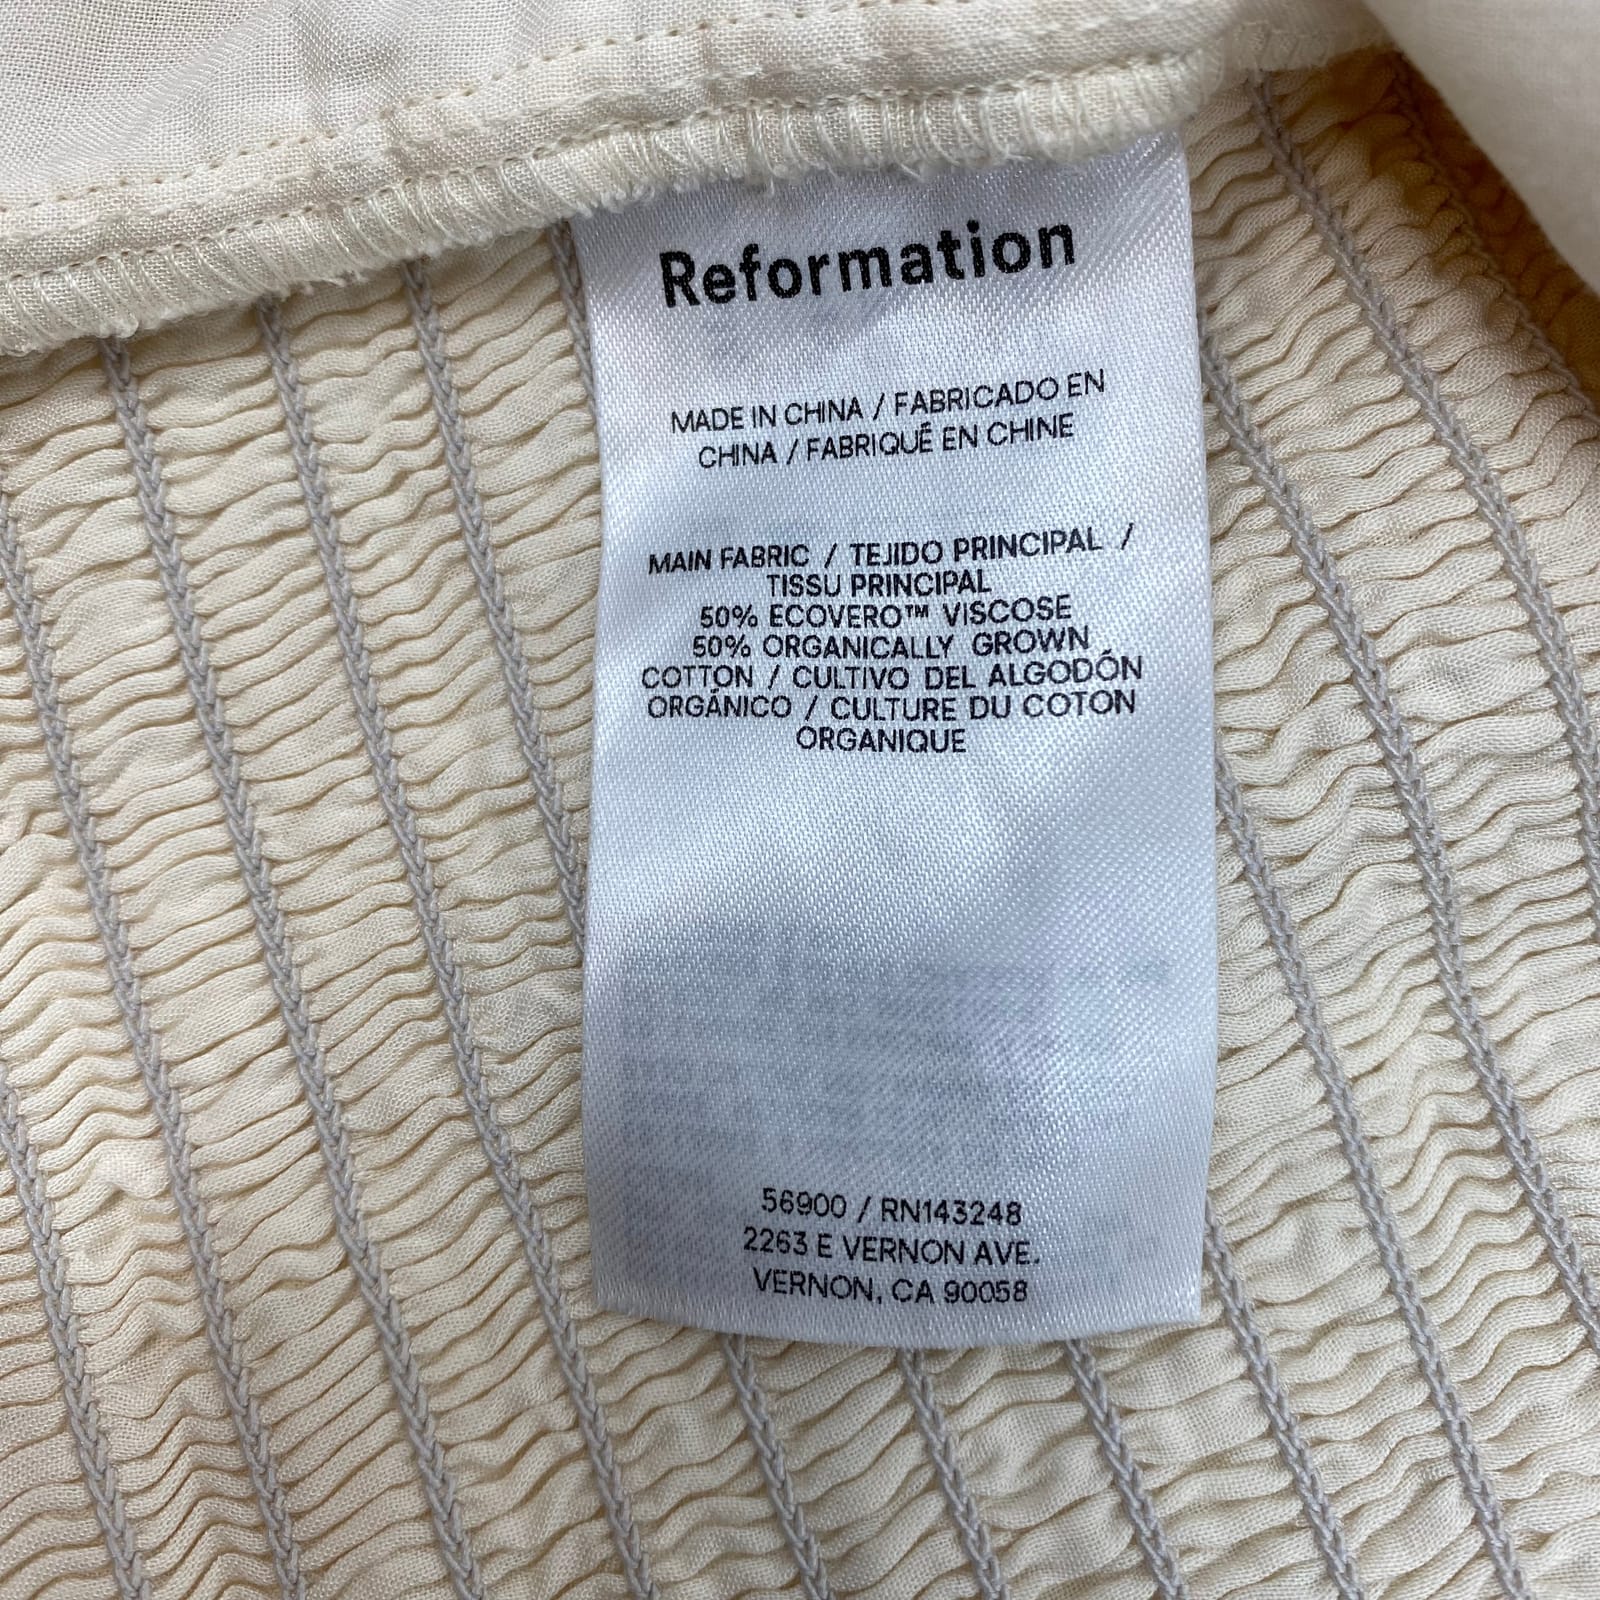 Reformation
MADE IN CHINA / FABRICADO EN
CHINA / FABRIQUÉ EN CHINE
MAIN FABRIC / TEJIDO PRINCIPAL /
TISSU PRINCIPAL
50% ECOVERO™ VISCOSE
50% ORGANICALLY GROWN
COTTON / CULTIVO DEL ALGODÓN
ORGÁNICO / CULTURE DU COTON
ORGANIQUE
56900 / RN143248
2263 E VERNON AVE.
VERNON, CA 90058